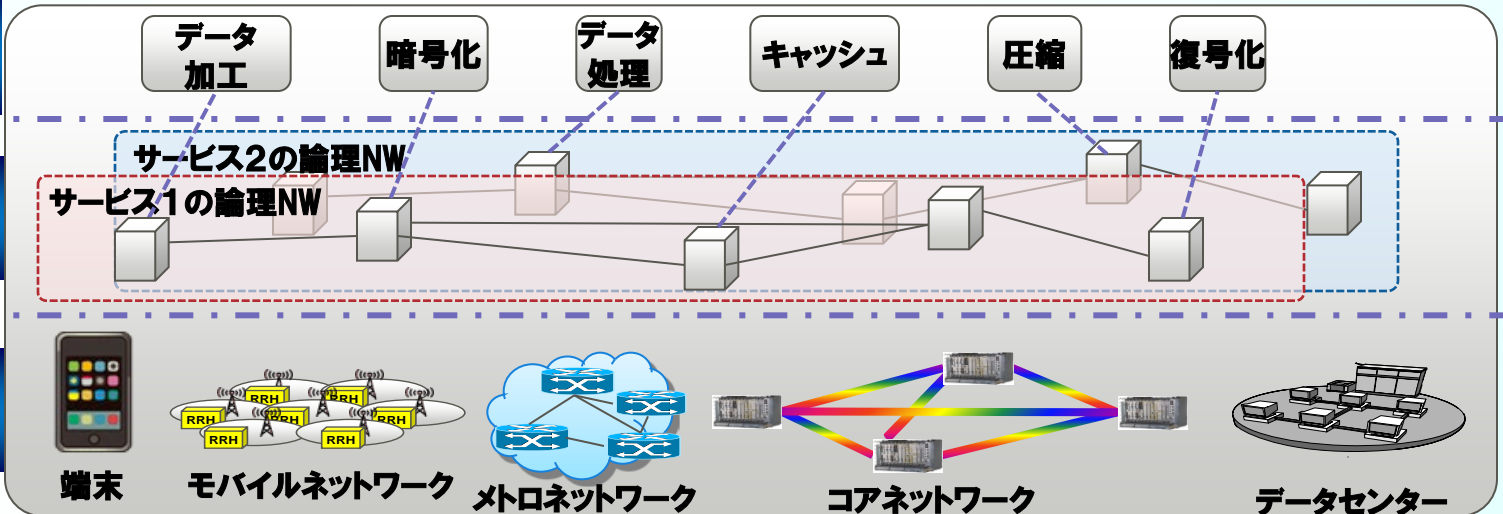 データ
加工
暗号化
データ
処理
キャッシュ
圧縮
復号化
サービス2の論理NW
サービス1の論理NW
RRH
RRH
RRH
RRH
RRH
RRH
RRH
端末
モバイルネットワーク
メトロネットワーク
コアネットワーク
データセンター